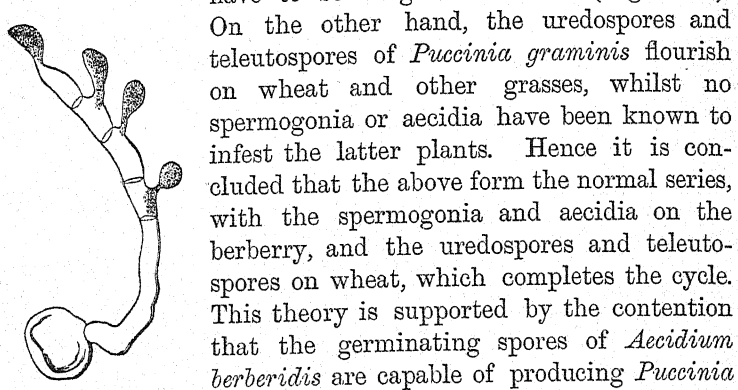 On the other hand, the uredospores and
teleutospores of Puccinia graminis flourish
on wheat and other grasses, whilst no
spermogonia or aecidia have been known to
infest the latter plants. Hence it is con-
cluded that the above form the normal series,
with the spermogonia and aecidia on the
berberry, and the uredospores and teleuto-
spores on wheat, which completes the cycle.
This theory is supported by the contention
that the germinating spores of Aecidium
berberidis are capable of producing Puccinia